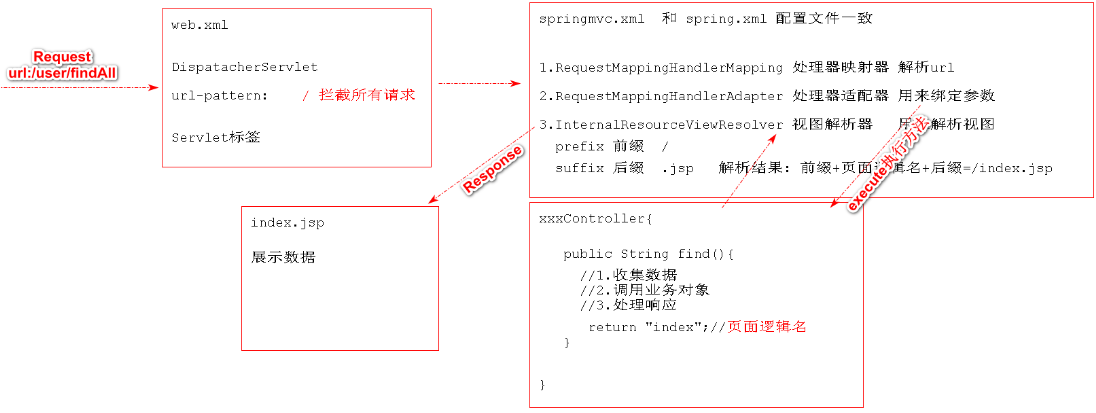 Request
url:/user/findAll
web.xml
DispatacherServlet
url-pattern: / 拦截所有请求
Servlet标签
springmvc.xml 和 spring.xml 配置文件一致
1.RequestMappingHandlerMapping 处理器映射器 解析url
2.RequestMappingHandlerAdapter 处理器适配器 用来绑定参数
3.InternalResourceViewResolver 视图解析器 用来解析视图
prefix 前缀 /
suffix 后缀 .jsp 解析结果: 前缀+页面逻辑名+后缀=/index.jsp
Response
execute执行方法
index.jsp
展示数据
xxxController{
public String find(){
//1.收集数据
//2.调用业务对象
//3.处理响应
return "index";//页面逻辑名
}
}